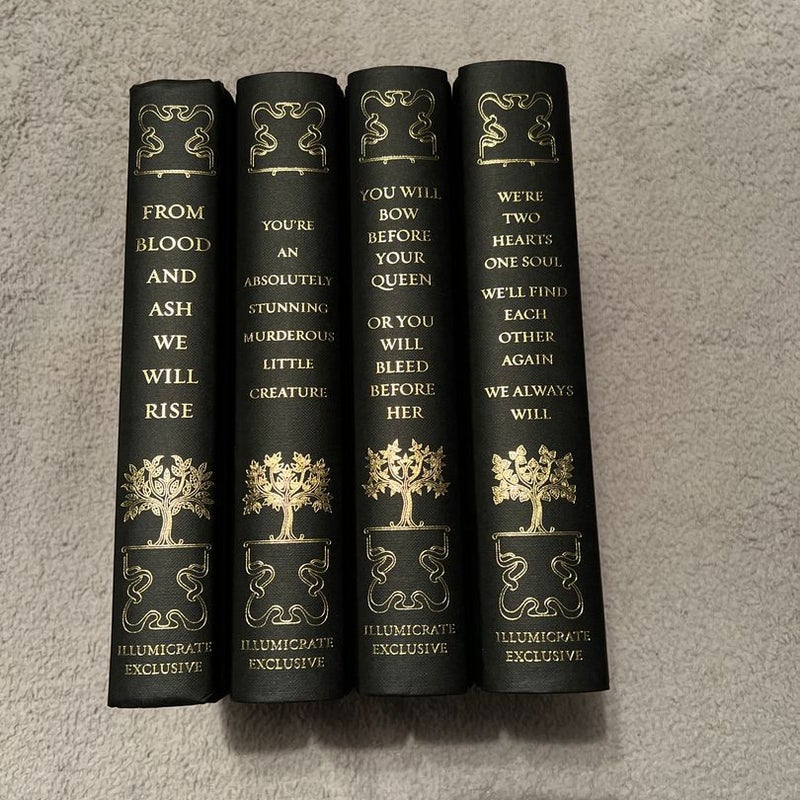 FROM
BLOOD
AND
ASH
WE
WILL
RISE
ILLUMICRATE
EXCLUSIVE
YOU'RE
AN
ABSOLUTELY
STUNNING
MURDEROUS
LITTLE
CREATURE
ILLUMICRATE
EXCLUSIVE
YOU WILL
BOW
BEFORE
YOUR
QUEEN
OR YOU
WILL
BLEED
BEFORE
HER
ILLUMICRATE
EXCLUSIVE
WE'RE
TWO
HEARTS
ONE SOUL
WE'LL FIND
EACH
OTHER
AGAIN
WE ALWAYS
WILL
ILLUMICRATE
EXCLUSIVE